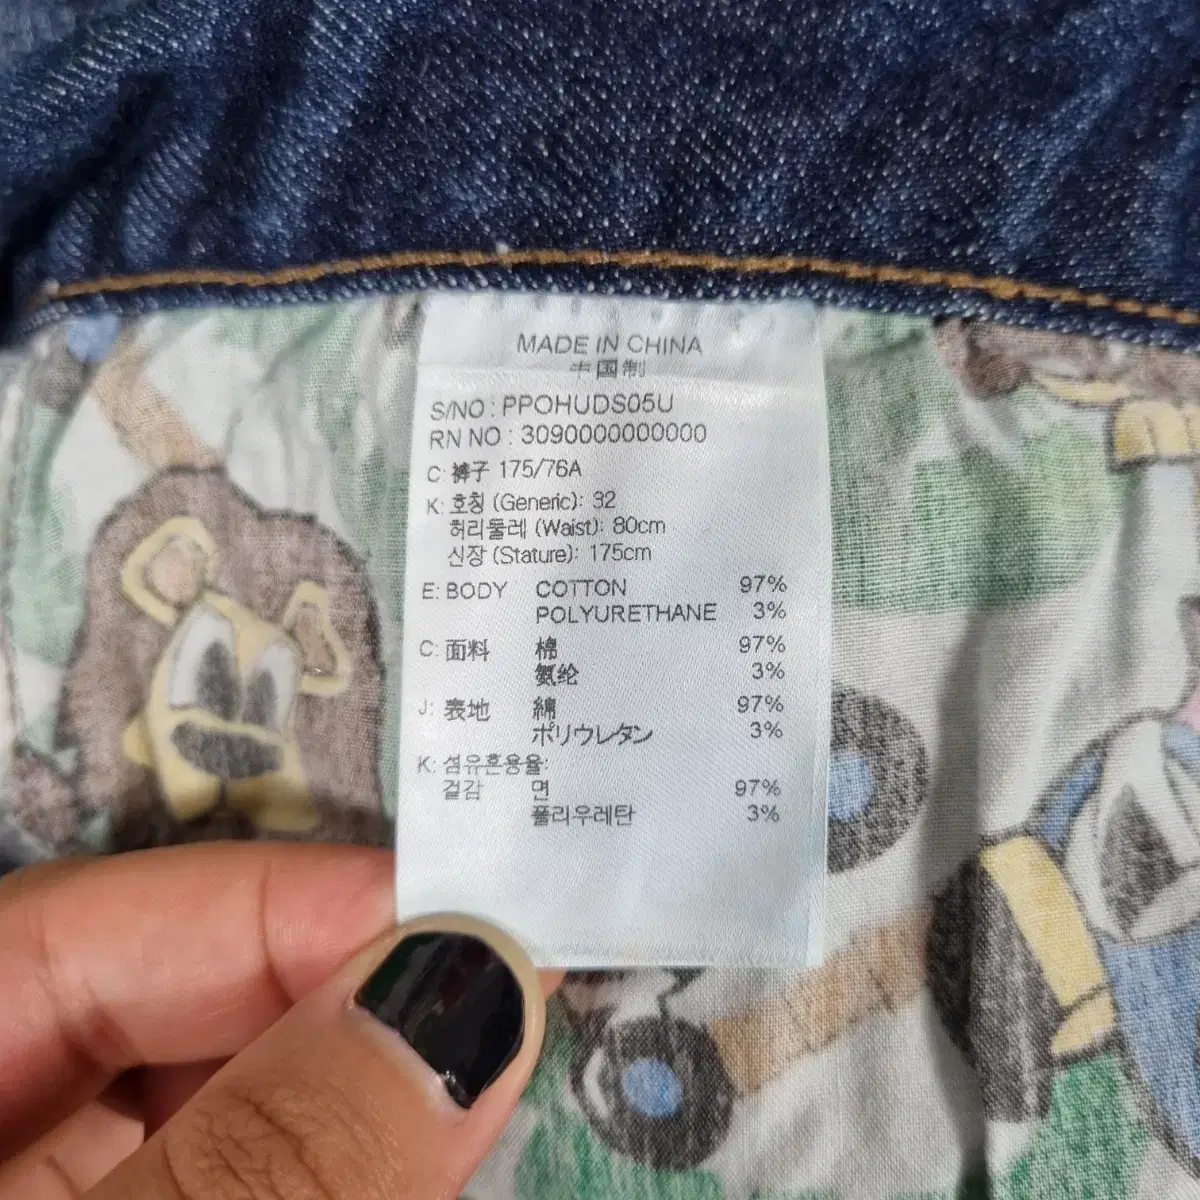 MADE IN CHINA
中国制
S/NO : PPOHUDS05U
RN NO : 3090000000000
C: 裤子 175/76A
K: 호칭 (Generic): 32
허리둘레 (Waist): 80cm
신장 (Stature): 175cm
E: BODY COTTON 97%
POLYURETHANE 3%
C: 面料 棉 97%
氨纶 3%
J: 表地 綿 97%
ポリウレタン 3%
K: 섬유혼용율:
겉감 면 97%
폴리우레탄 3%